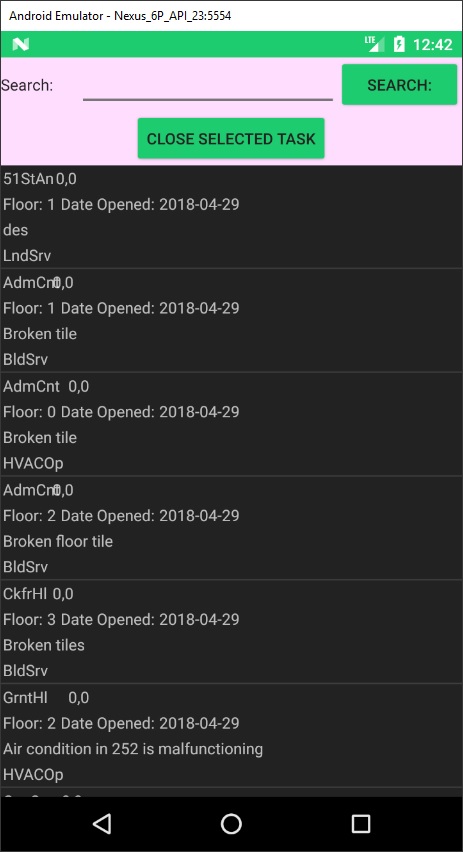 Android Emulator - Nexus_6P_API_23:5554
LTE 12:42
Search: SEARCH:
CLOSE SELECTED TASK
51StAn 0,0
Floor: 1 Date Opened: 2018-04-29
des
LndSrv
AdmCnt 0,0
Floor: 1 Date Opened: 2018-04-29
Broken tile
BldSrv
AdmCnt 0,0
Floor: 0 Date Opened: 2018-04-29
Broken tile
HVACOp
AdmCnt 0,0
Floor: 2 Date Opened: 2018-04-29
Broken floor tile
BldSrv
CkfrHl 0,0
Floor: 3 Date Opened: 2018-04-29
Broken tiles
BldSrv
GrntHl 0,0
Floor: 2 Date Opened: 2018-04-29
Air condition in 252 is malfunctioning
HVACOp